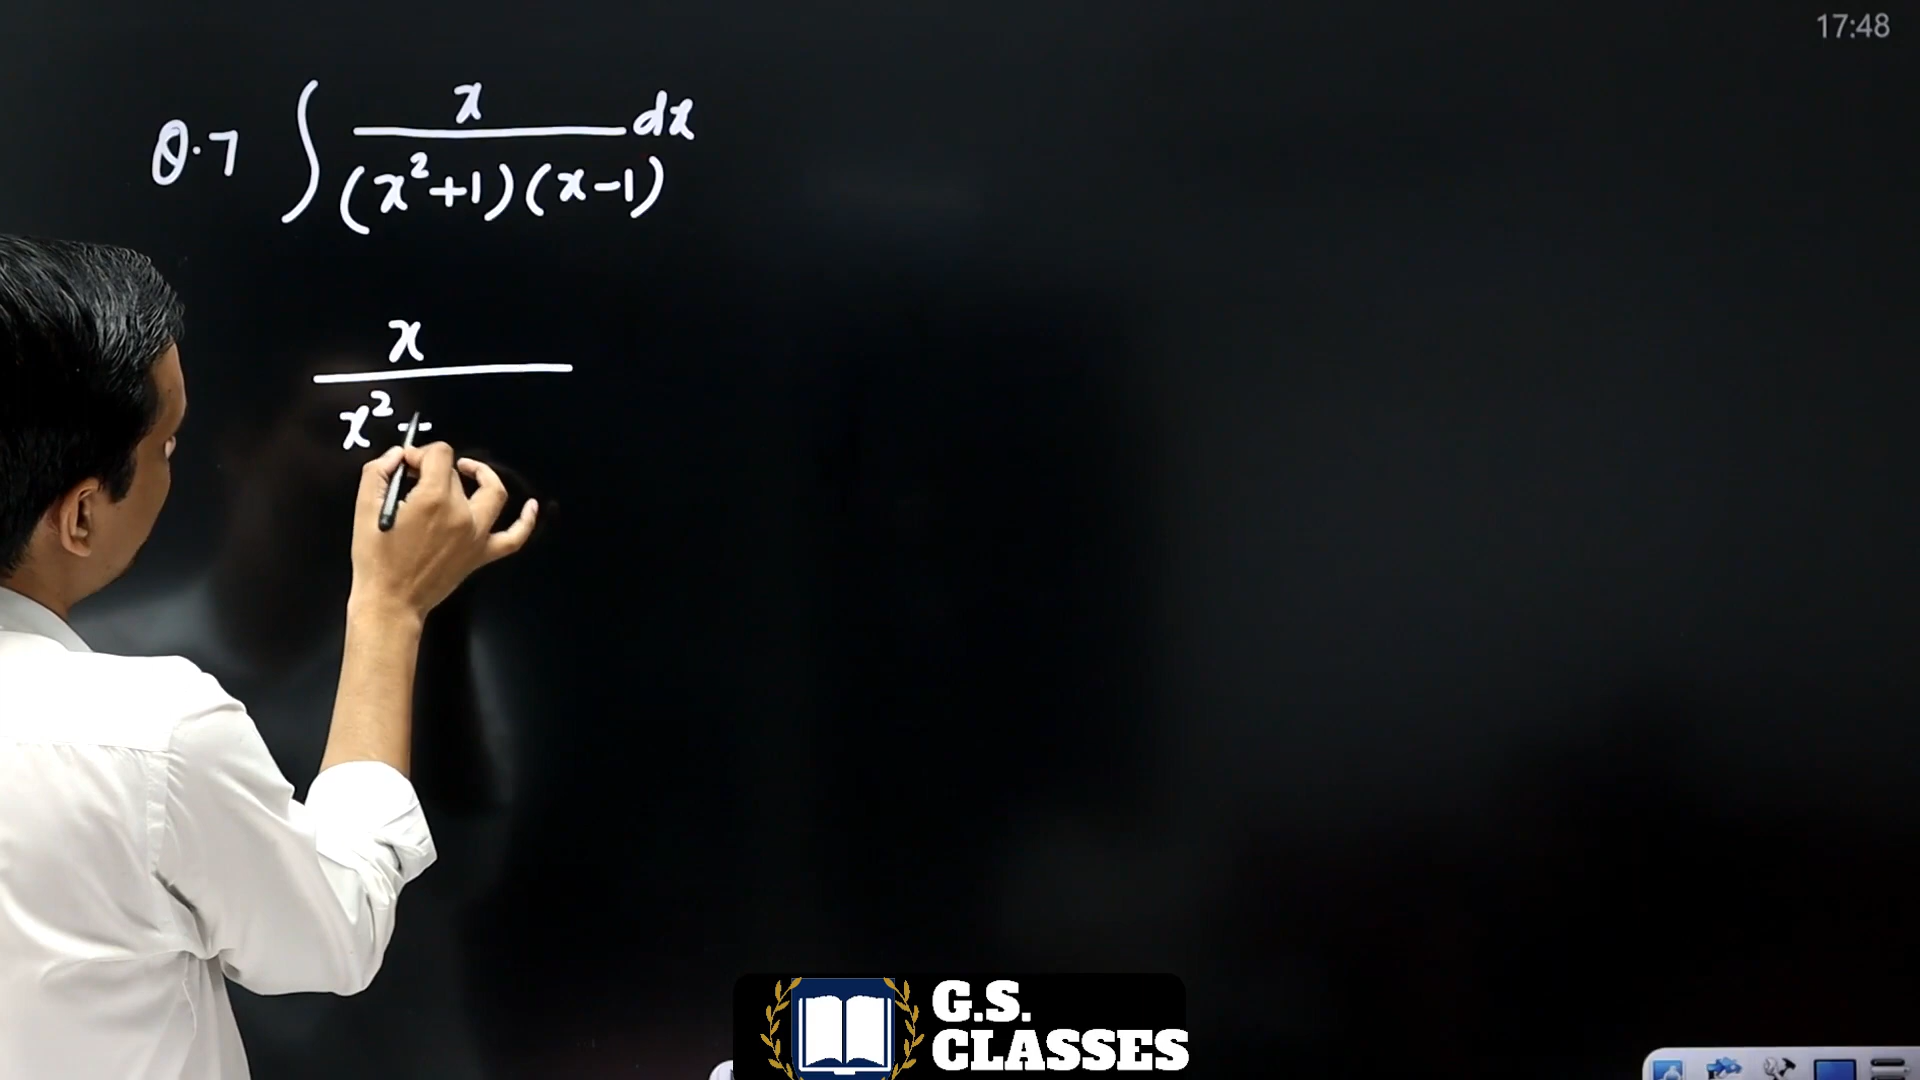 17:48
Q.7 ∫ x/((x²+1)(x-1)) dx
x
x² +
G.S.
CLASSES